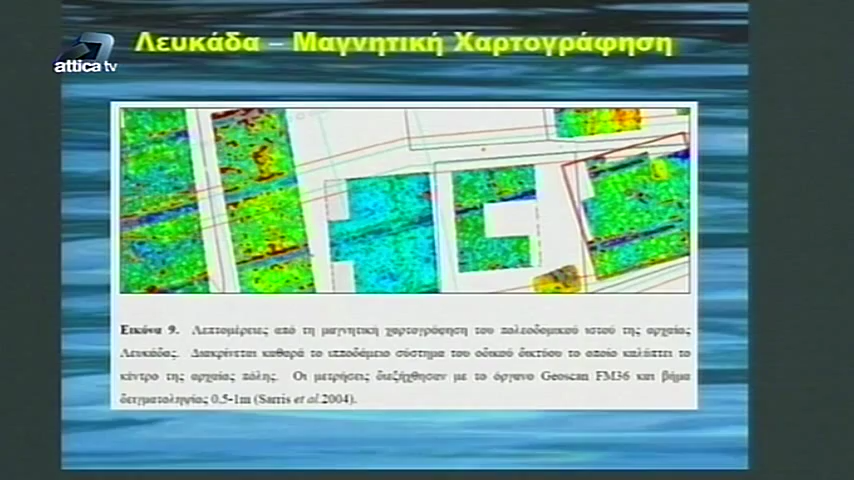 Λευκάδα – Μαγνητική Χαρτογράφηση
attica tv
Εικόνα 9. Λεπτομέρειες από τη μαγνητική χαρτογράφηση του πολεοδομικού ιστού της αρχαίας
Λευκάδας. Διακρίνεται καθαρά το ιπποδάμειο σύστημα του οδικού δικτύου το οποίο καλύπτει το
κέντρο της αρχαίας πόλης. Οι μετρήσεις διεξήχθησαν με το όργανο Geoscan FM36 και βήμα
δειγματοληψίας 0.5-1m (Sarris et al.2004).